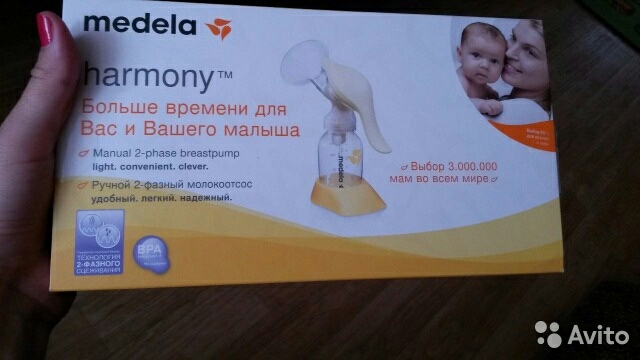 medela
harmony™
Больше времени для
Вас и Вашего малыша
Manual 2-phase breastpump
light. convenient. clever.
Ручной 2-фазный молокоотсос
удобный. легкий. надежный.
Выбор 3.000.000
мам во всем мире
medela
ТЕХНОЛОГИЯ
2-ФАЗНОГО
СЦЕЖИВАНИЯ
BPA
Avito